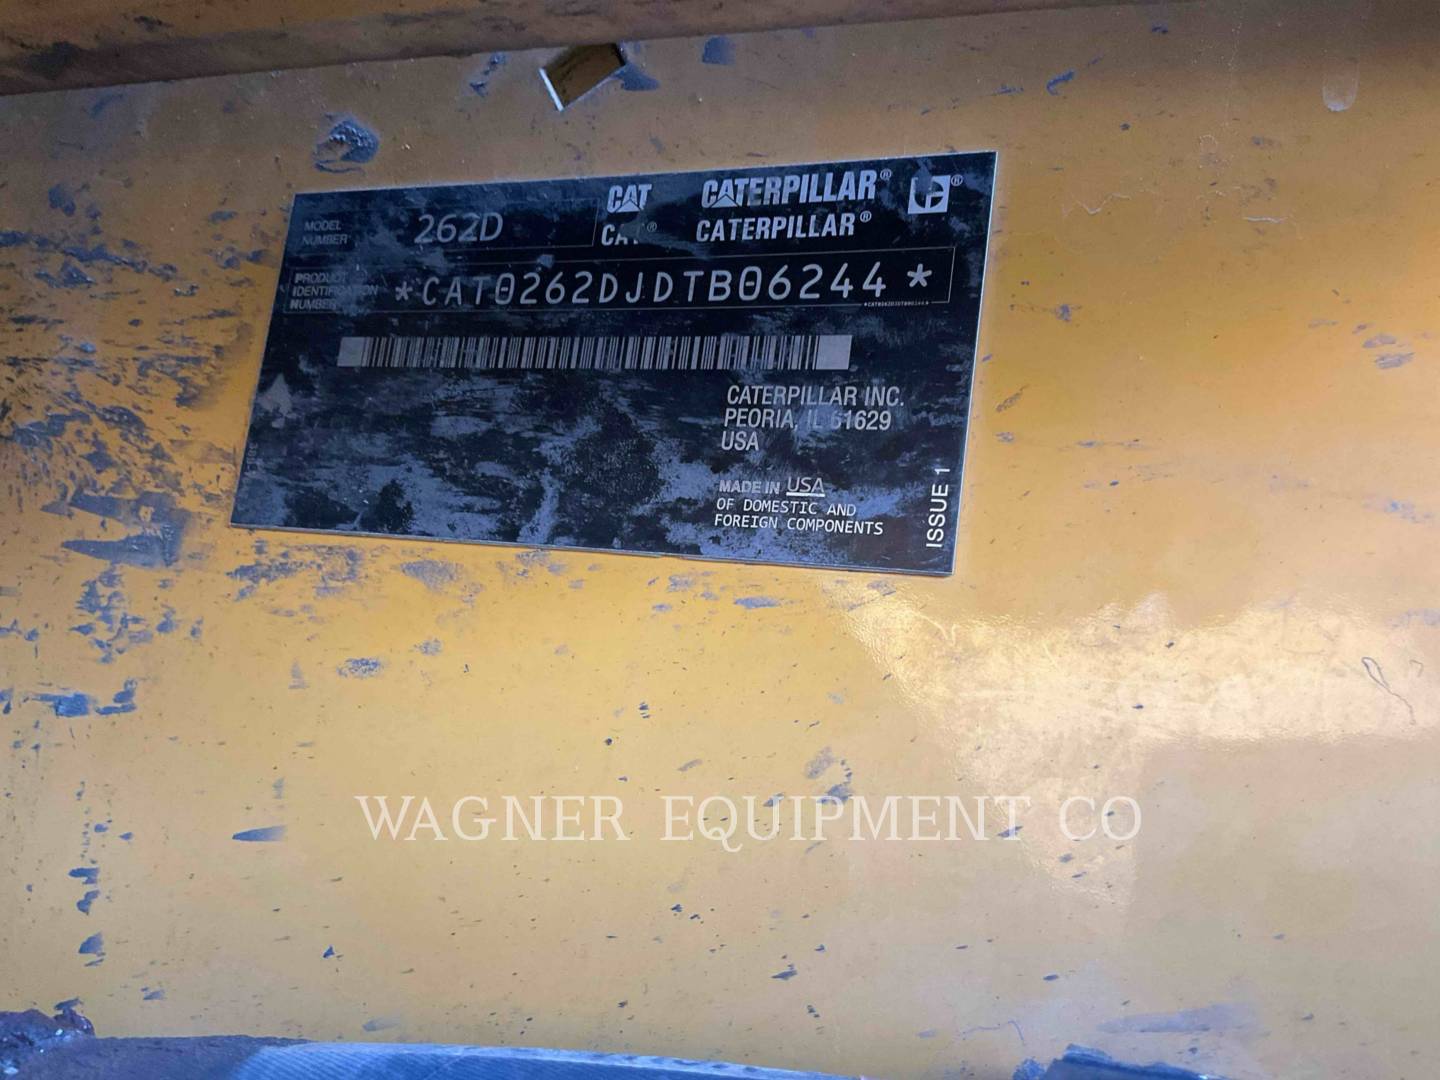 CAT CATERPILLAR®
MODEL NUMBER 262D CAT® CATERPILLAR®
PRODUCT IDENTIFICATION NUMBER *CAT0262DJDTB06244*
*CAT0262DJDTB06244*
CATERPILLAR INC.
PEORIA, IL 61629
USA
MADE IN USA
OF DOMESTIC AND
FOREIGN COMPONENTS
ISSUE 1
WAGNER EQUIPMENT CO